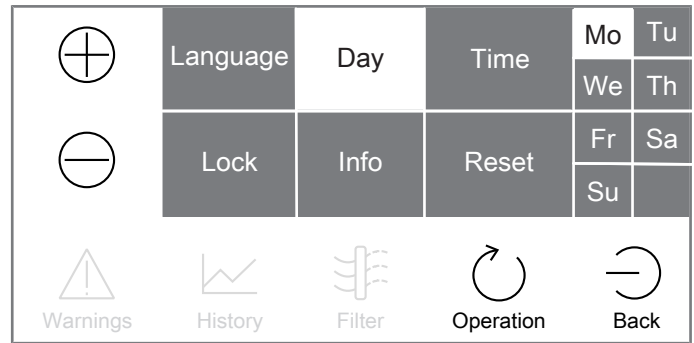 Language Day Time Mo Tu
We Th
Lock Info Reset Fr Sa
Su
Warnings History Filter Operation Back